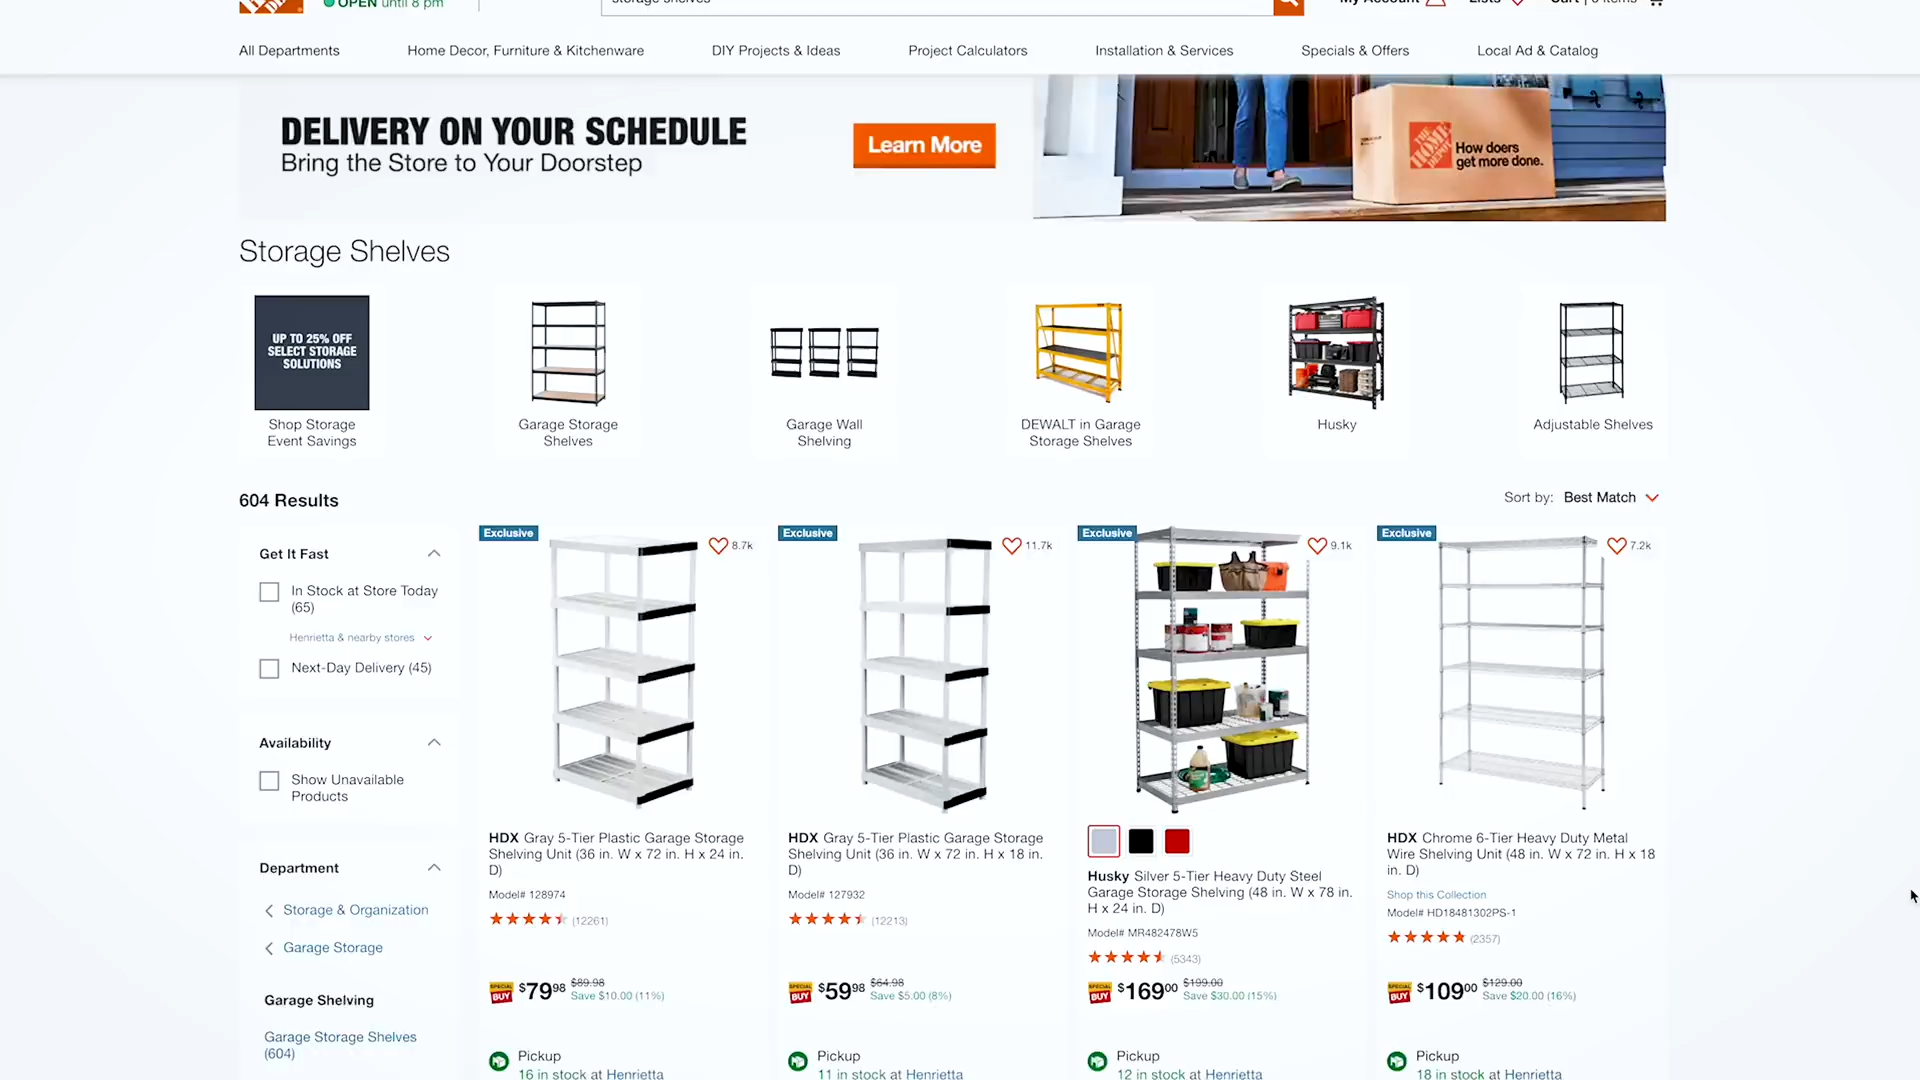 OPEN until 8 pm
storage shelves
My Account
Lists
Cart | 0 items
All Departments
Home Decor, Furniture & Kitchenware
DIY Projects & Ideas
Project Calculators
Installation & Services
Specials & Offers
Local Ad & Catalog
DELIVERY ON YOUR SCHEDULE
Bring the Store to Your Doorstep
Learn More
THE HOME DEPOT
How doers
get more done.
Storage Shelves
UP TO 25% OFF
SELECT STORAGE
SOLUTIONS
Shop Storage
Event Savings
Garage Storage
Shelves
Garage Wall
Shelving
DEWALT in Garage
Storage Shelves
Husky
Adjustable Shelves
604 Results
Sort by: Best Match
Get It Fast
In Stock at Store Today
(65)
Henrietta & nearby stores
Next-Day Delivery (45)
Availability
Show Unavailable
Products
Department
Storage & Organization
Garage Storage
Garage Shelving
Garage Storage Shelves
(604)
Exclusive
8.7k
HDX Gray 5-Tier Plastic Garage Storage
Shelving Unit (36 in. W x 72 in. H x 24 in.
D)
Model# 128974
(12261)
SPECIAL BUY $79 98 $89.98
Save $10.00 (11%)
Pickup
16 in stock at Henrietta
Exclusive
11.7k
HDX Gray 5-Tier Plastic Garage Storage
Shelving Unit (36 in. W x 72 in. H x 18 in.
D)
Model# 127932
(12213)
SPECIAL BUY $59 98 $64.98
Save $5.00 (8%)
Pickup
11 in stock at Henrietta
Exclusive
9.1k
Husky Silver 5-Tier Heavy Duty Steel
Garage Storage Shelving (48 in. W x 78 in.
H x 24 in. D)
Model# MR482478W5
(5343)
SPECIAL BUY $169 00 $199.00
Save $30.00 (15%)
Pickup
12 in stock at Henrietta
Exclusive
7.2k
HDX Chrome 6-Tier Heavy Duty Metal
Wire Shelving Unit (48 in. W x 72 in. H x 18
in. D)
Shop this Collection
Model# HD18481302PS-1
(2357)
SPECIAL BUY $109 00 $129.00
Save $20.00 (16%)
Pickup
18 in stock at Henrietta